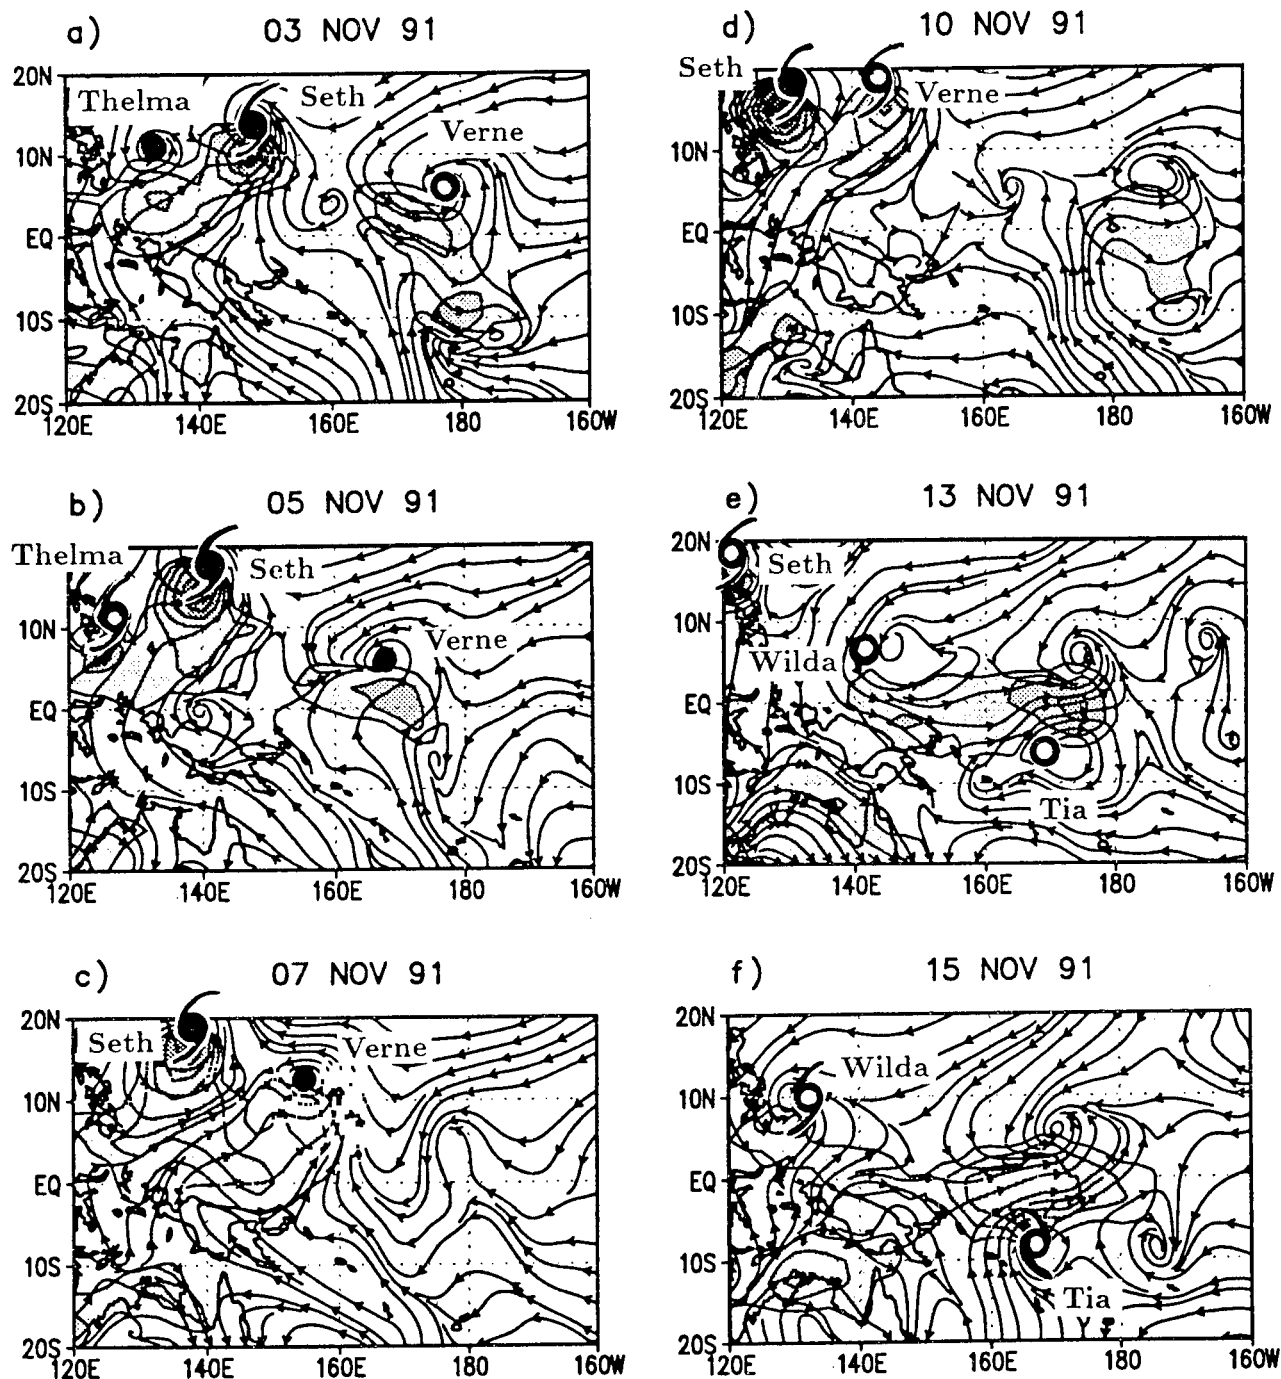 a) 03 NOV 91
Thelma Seth Verne
20N
10N
EQ
10S
20S
120E 140E 160E 180 160W
b) 05 NOV 91
Thelma Seth Verne
10N
EQ
10S
20S
120E 140E 160E 180 160W
c) 07 NOV 91
Seth Verne
20N
10N
EQ
10S
20S
120E 140E 160E 180 160W
d) 10 NOV 91
Seth Verne
10N
EQ
10S
20S
120E 140E 160E 180 160W
e) 13 NOV 91
20N
Seth
10N
Wilda
EQ
10S
Tia
20S
120E 140E 160E 180 160W
f) 15 NOV 91
20N
Wilda
10N
EQ
10S
Tia
20S
120E 140E 160E 180 160W